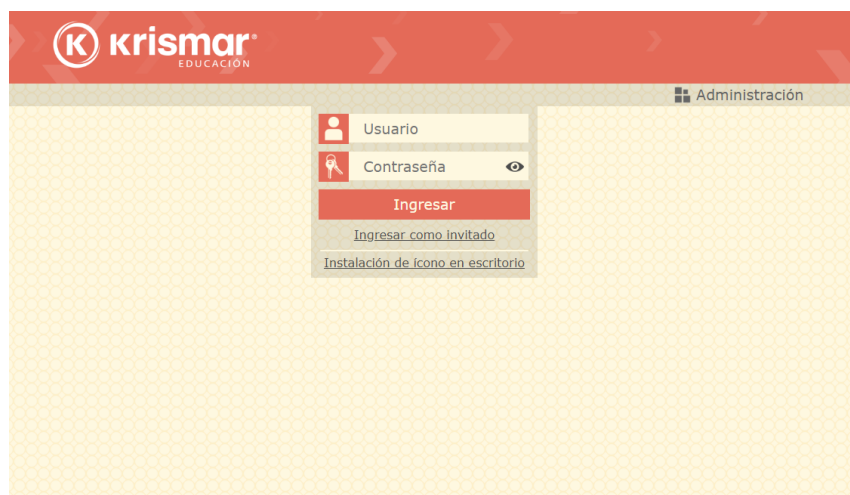 K krismar®
EDUCACIÓN
Administración
Usuario
Contraseña
Ingresar
Ingresar como invitado
Instalación de ícono en escritorio